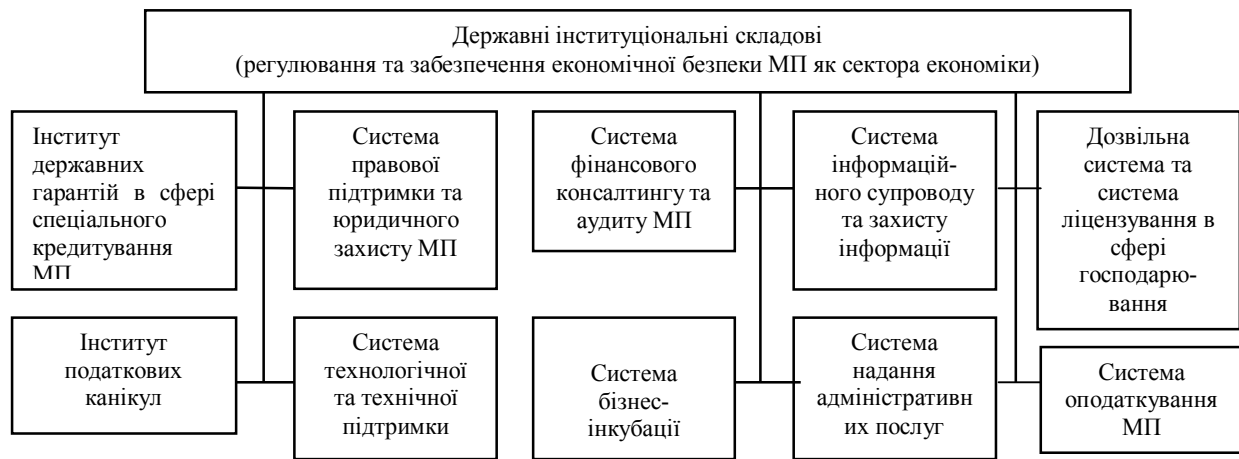 Державні інституціональні складові
(регулювання та забезпечення економічної безпеки МП як сектора економіки)
Інститут
державних
гарантій в сфері
спеціального
кредитування
МП
Система
правової
підтримки та
юридичного
захисту МП
Система
фінансового
консалтингу та
аудиту МП
Система
інформацій-
ного супроводу
та захисту
інформації
Дозвільна
система та
система
ліцензування в
сфері
господарю-
вання
Інститут
податкових
канікул
Система
технологічної
та технічної
підтримки
Система
бізнес-
інкубації
Система
надання
адміністративн
их послуг
Система
оподаткування
МП